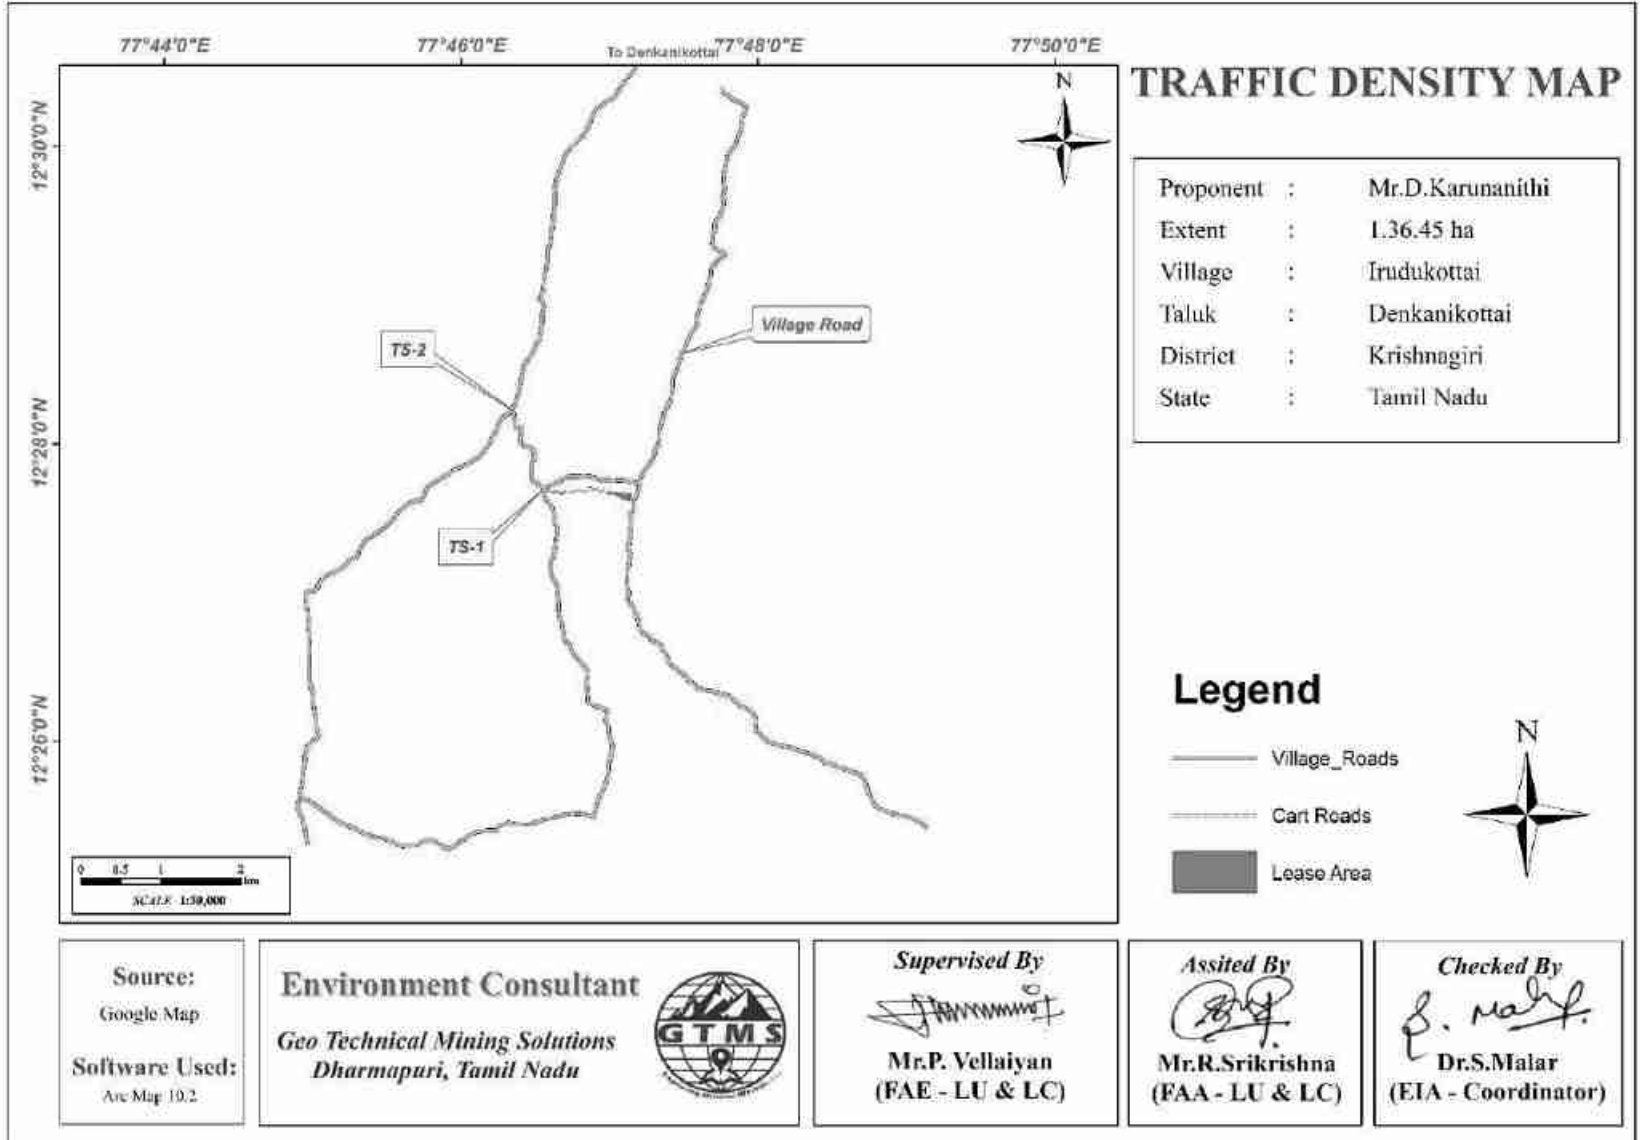 77°44'0"E 77°46'0"E To Denkanikottai 77°48'0"E 77°50'0"E
12°30'0"N
12°28'0"N
12°26'0"N
N
TS-2
Village Road
TS-1
0 0.5 1 2
km
SCALE 1:50,000
TRAFFIC DENSITY MAP
Proponent : Mr.D.Karunanithi
Extent : 1.36.45 ha
Village : Irudukottai
Taluk : Denkanikottai
District : Krishnagiri
State : Tamil Nadu
Legend
Village_Roads
Cart Roads
Lease Area
N
Source:
Google Map
Software Used:
Arc Map 10.2
Environment Consultant
Geo Technical Mining Solutions
Dharmapuri, Tamil Nadu
GTMS
Supervised By
Mr.P. Vellaiyan
(FAE - LU & LC)
Assited By
Mr.R.Srikrishna
(FAA - LU & LC)
Checked By
Dr.S.Malar
(EIA - Coordinator)